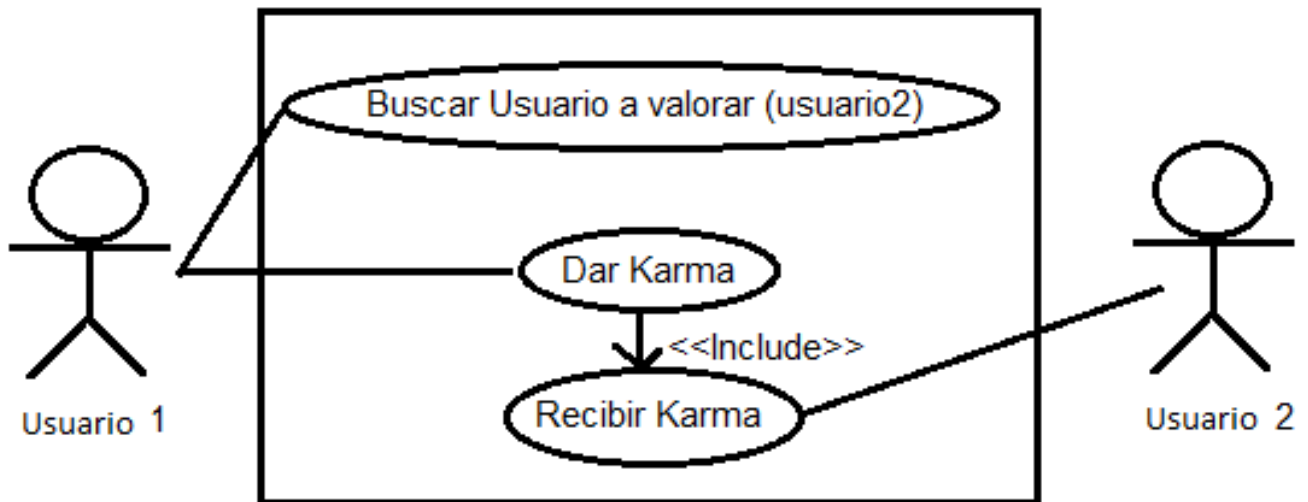 Buscar Usuario a valorar (usuario2)
Dar Karma
<<Include>>
Recibir Karma
Usuario 1
Usuario 2